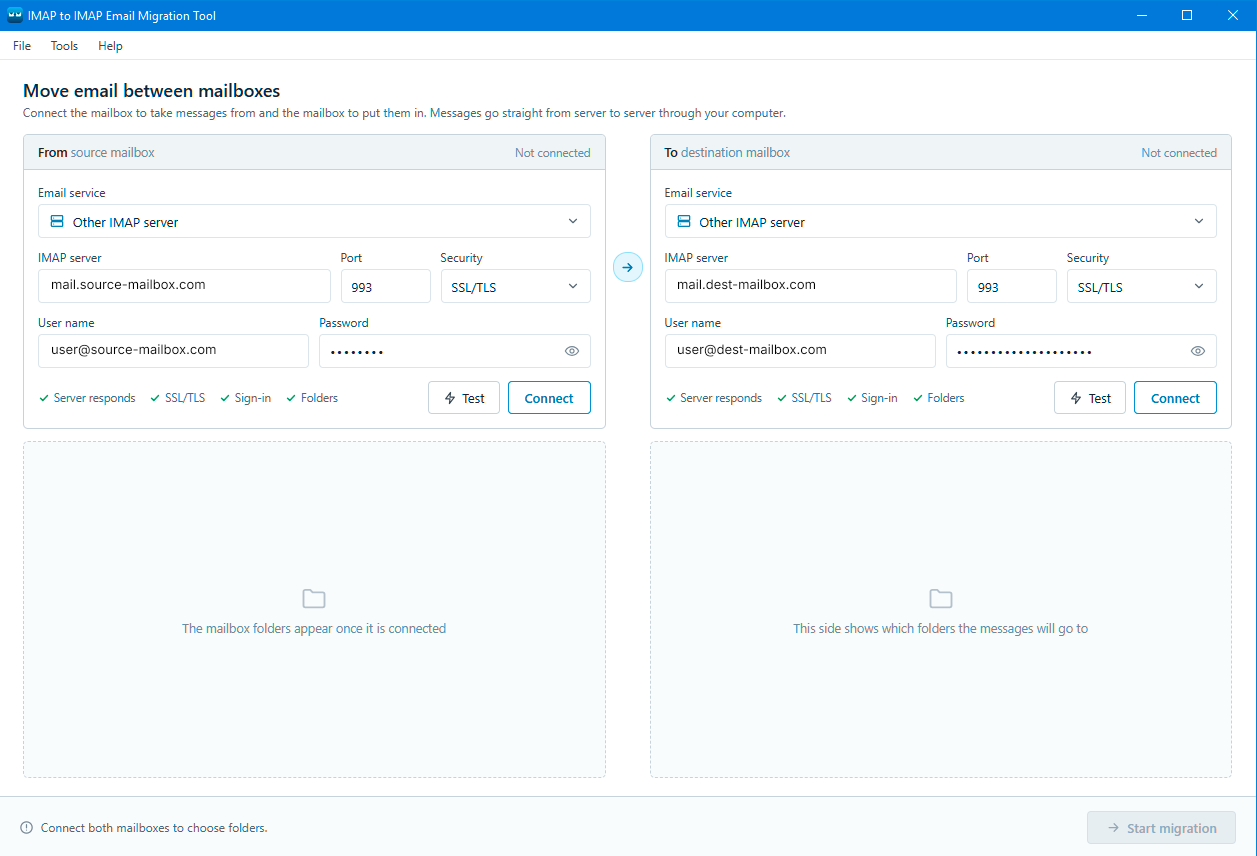 IMAP to IMAP Email Migration Tool
File Tools Help
Move email between mailboxes
Connect the mailbox to take messages from and the mailbox to put them in. Messages go straight from server to server through your computer.
From source mailbox Not connected
Email service
Other IMAP server
IMAP server Port Security
mail.source-mailbox.com 993 SSL/TLS
User name Password
user@source-mailbox.com ••••••••
Server responds SSL/TLS Sign-in Folders Test Connect
The mailbox folders appear once it is connected
To destination mailbox Not connected
Email service
Other IMAP server
IMAP server Port Security
mail.dest-mailbox.com 993 SSL/TLS
User name Password
user@dest-mailbox.com ••••••••••••••••••••
Server responds SSL/TLS Sign-in Folders Test Connect
This side shows which folders the messages will go to
Connect both mailboxes to choose folders.
Start migration